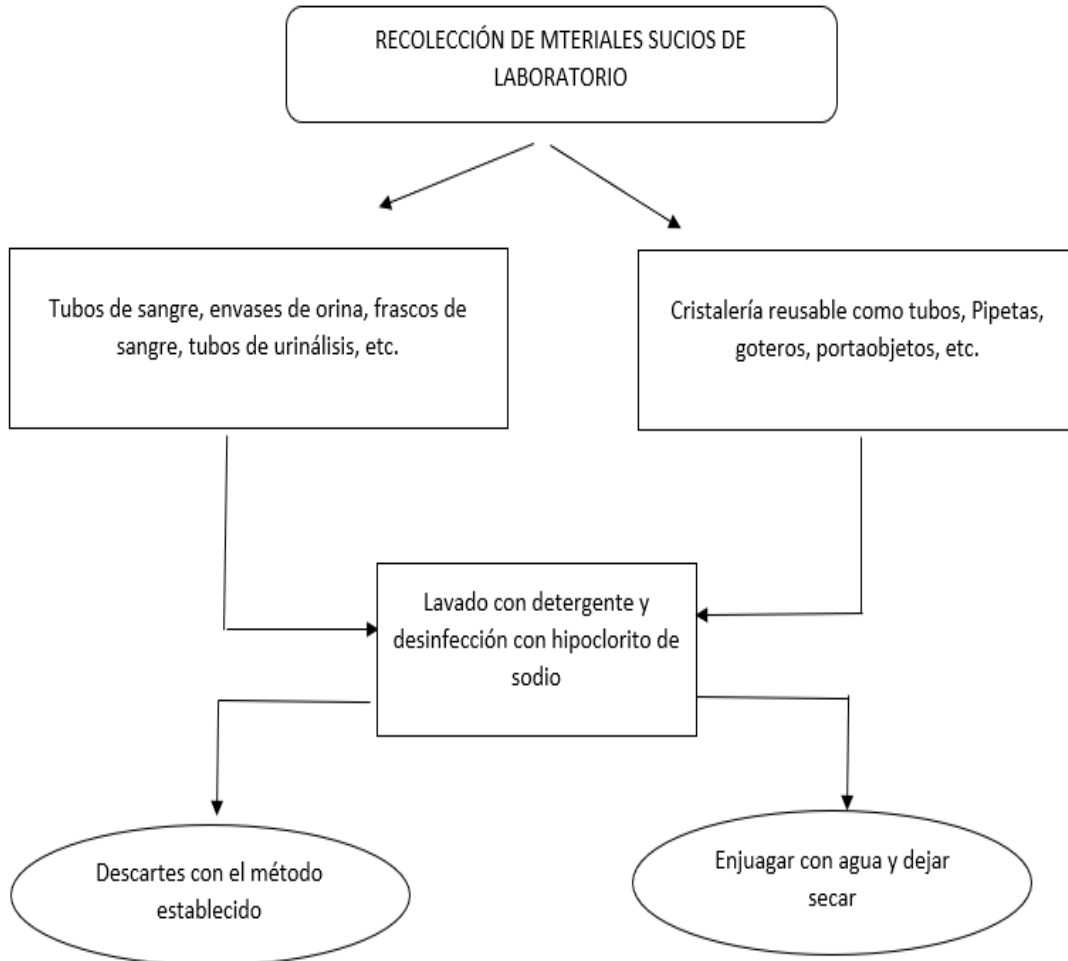 RECOLECCIÓN DE MTERIALES SUCIOS DE
LABORATORIO
Tubos de sangre, envases de orina, frascos de
sangre, tubos de urinálisis, etc.
Cristalería reusable como tubos, Pipetas,
goteros, portaobjetos, etc.
Lavado con detergente y
desinfección con hipoclorito de
sodio
Descartes con el método
establecido
Enjuagar con agua y dejar
secar